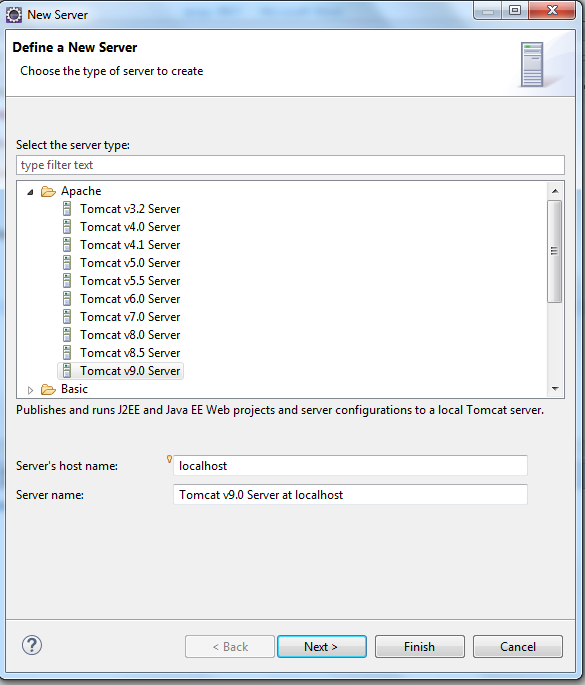 New Server
Define a New Server
Choose the type of server to create
Select the server type:
type filter text
Apache
Tomcat v3.2 Server
Tomcat v4.0 Server
Tomcat v4.1 Server
Tomcat v5.0 Server
Tomcat v5.5 Server
Tomcat v6.0 Server
Tomcat v7.0 Server
Tomcat v8.0 Server
Tomcat v8.5 Server
Tomcat v9.0 Server
Basic
Publishes and runs J2EE and Java EE Web projects and server configurations to a local Tomcat server.
Server's host name: localhost
Server name: Tomcat v9.0 Server at localhost
? < Back Next > Finish Cancel